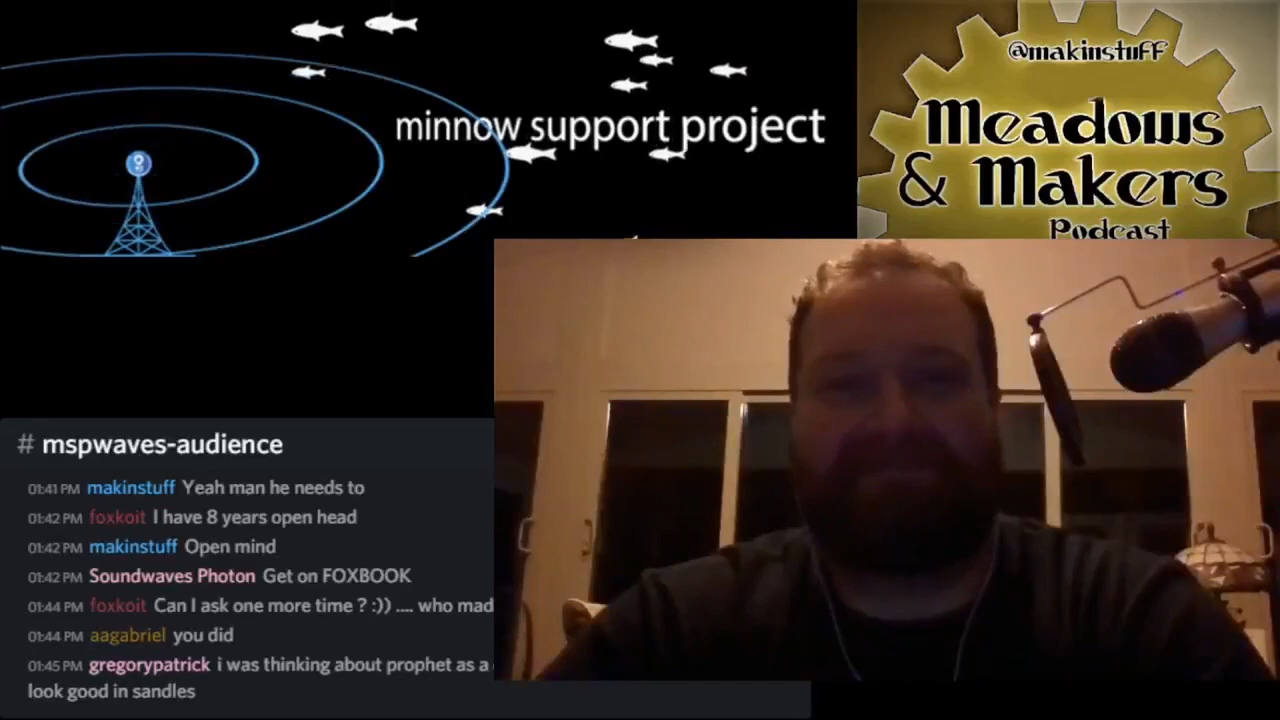 minnow support project
@makinstuff
Meadows
& Makers
Podcast
# mspwaves-audience
01:41 PM makinstuff Yeah man he needs to
01:42 PM foxkoit I have 8 years open head
01:42 PM makinstuff Open mind
01:42 PM Soundwaves Photon Get on FOXBOOK
01:44 PM foxkoit Can I ask one more time ? :)) .... who mad
01:44 PM aagabriel you did
01:45 PM gregorypatrick i was thinking about prophet as a
look good in sandles